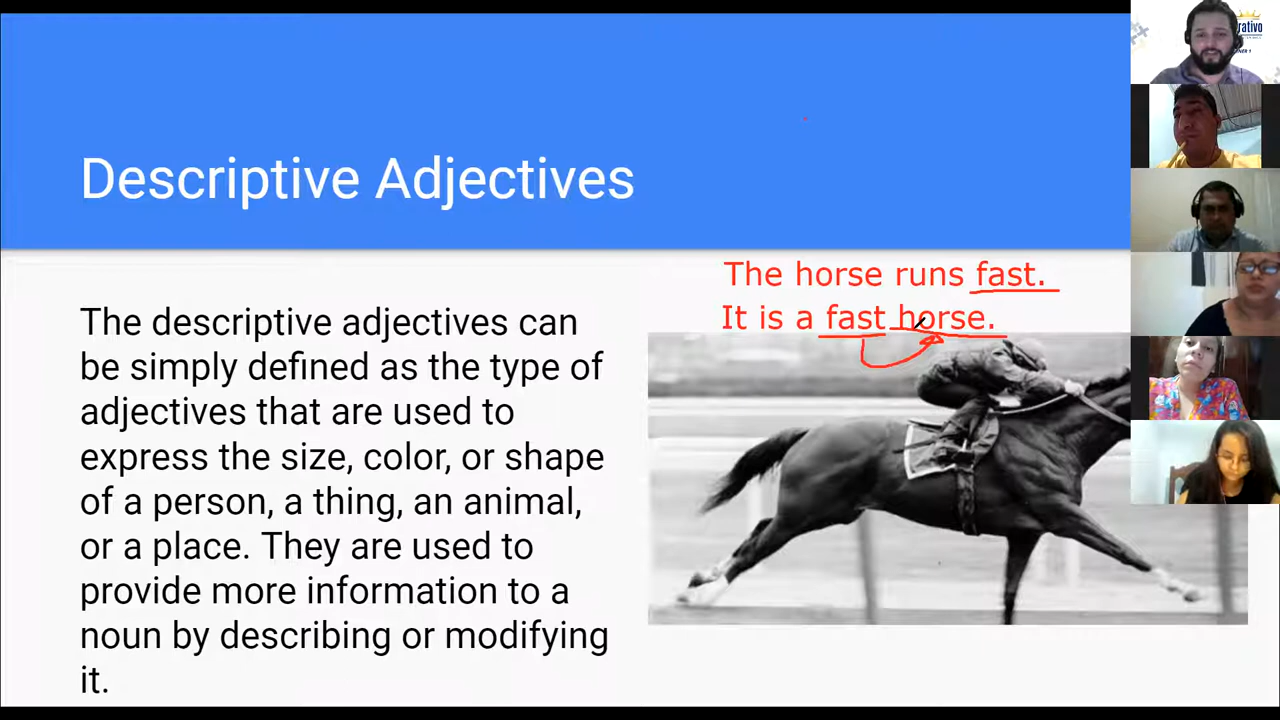 Descriptive Adjectives
The horse runs fast.
It is a fast horse.
The descriptive adjectives can
be simply defined as the type of
adjectives that are used to
express the size, color, or shape
of a person, a thing, an animal,
or a place. They are used to
provide more information to a
noun by describing or modifying
it.